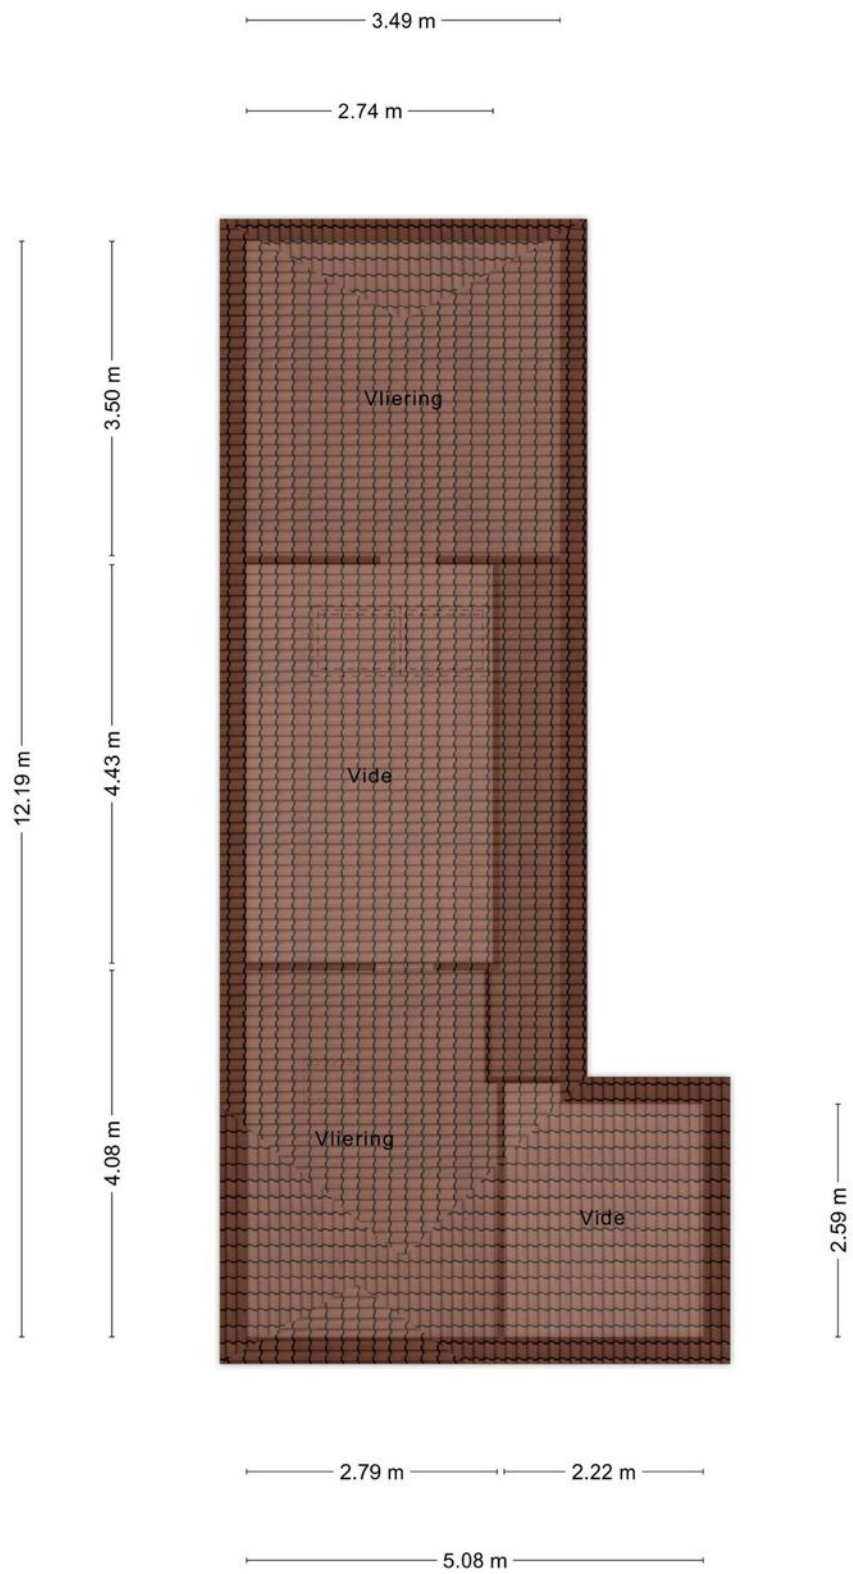 3.49 m
2.74 m
Vliering
3.50 m
Vide
12.19 m
4.43 m
Vliering
4.08 m
Vide
2.59 m
2.79 m
2.22 m
5.08 m